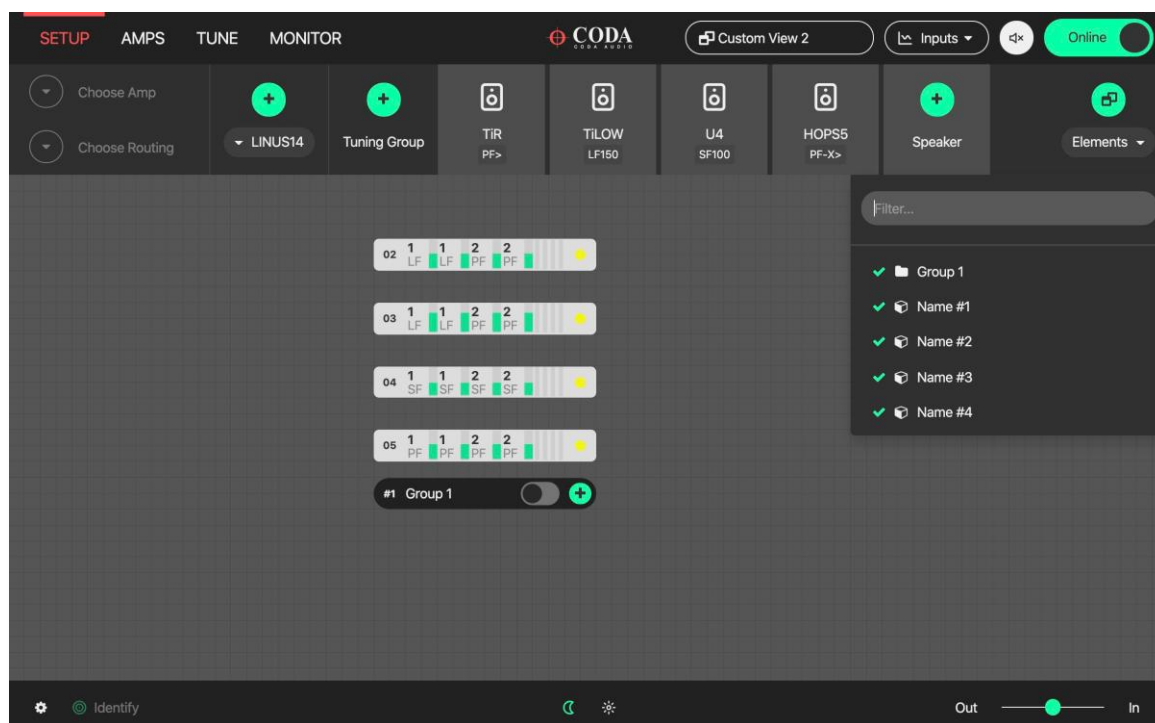 SETUP AMPS TUNE MONITOR CODA Custom View 2 Inputs Online
CODA AUDIO
Choose Amp
Choose Routing
LINUS14
Tuning Group
TiR
PF>
TiLOW
LF150
U4
SF100
HOPS5
PF-X>
Speaker
Elements
Filter...
Group 1
Name #1
Name #2
Name #3
Name #4
02 1 1 2 2
LF LF PF PF
03 1 1 2 2
LF LF PF PF
04 1 1 2 2
SF SF SF SF
05 1 1 2 2
PF PF PF PF
#1 Group 1
Identify
Out In